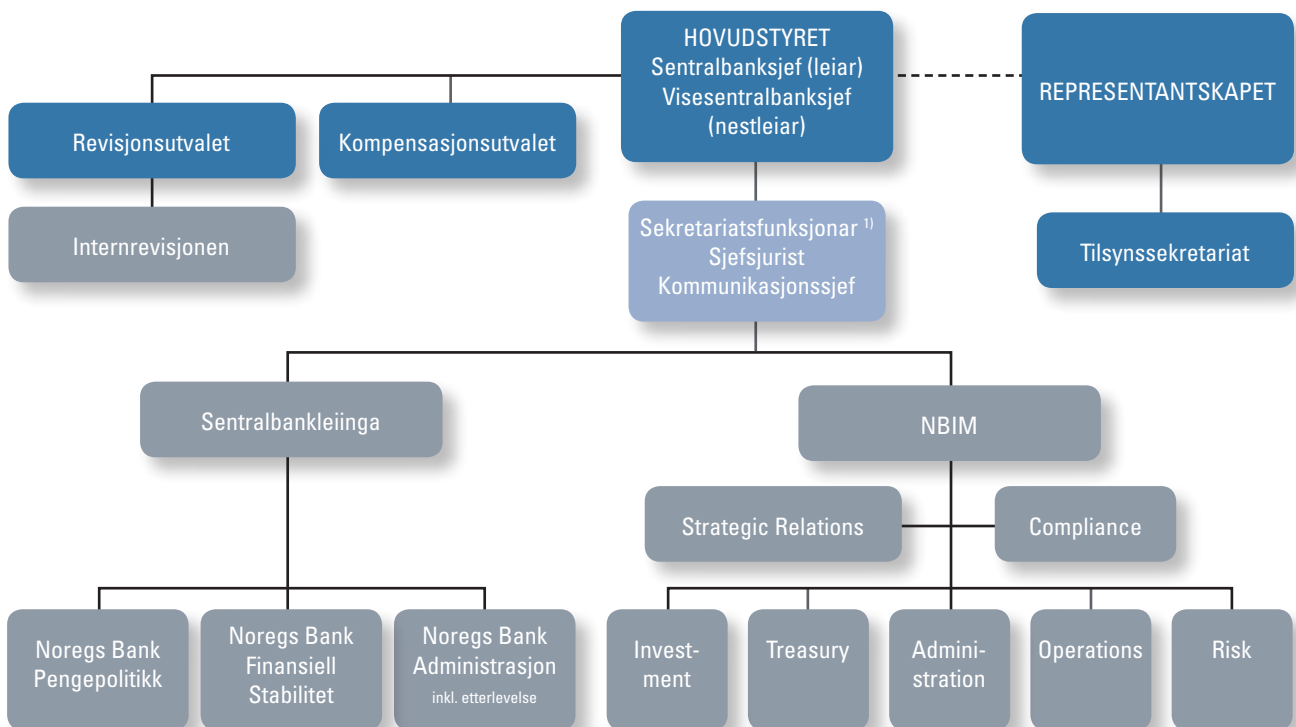 HOVUDSTYRET
Sentralbanksjef (leiar)
Visesentralbanksjef
(nestleiar)
REPRESENTANTSKAPET
Revisjonsutvalet
Kompensasjonsutvalet
Internrevisjonen
Sekretariatsfunksjonar 1)
Sjefsjurist
Kommunikasjonssjef
Tilsynssekretariat
Sentralbankleiinga
NBIM
Strategic Relations
Compliance
Noregs Bank
Pengepolitikk
Noregs Bank
Finansiell
Stabilitet
Noregs Bank
Administrasjon
inkl. etterlevelse
Invest-
ment
Treasury
Admini-
stration
Operations
Risk